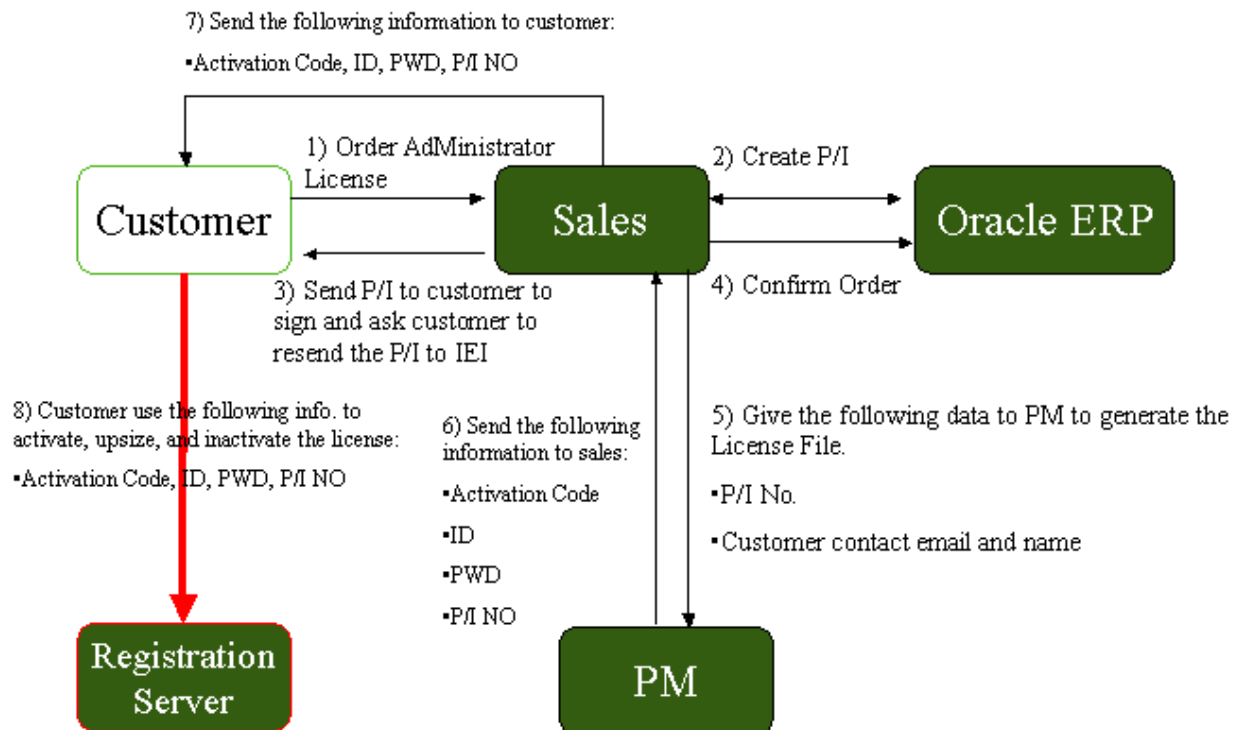 7) Send the following information to customer:
▪Activation Code, ID, PWD, P/I NO
1) Order AdMinistrator
License
2) Create P/I
Customer
Sales
Oracle ERP
3) Send P/I to customer to
sign and ask customer to
resend the P/I to IEI
4) Confirm Order
8) Customer use the following info. to
activate, upsize, and inactivate the license:
▪Activation Code, ID, PWD, P/I NO
6) Send the following
information to sales:
▪Activation Code
▪ID
▪PWD
▪P/I NO
5) Give the following data to PM to generate the
License File.
▪P/I No.
▪Customer contact email and name
Registration
Server
PM